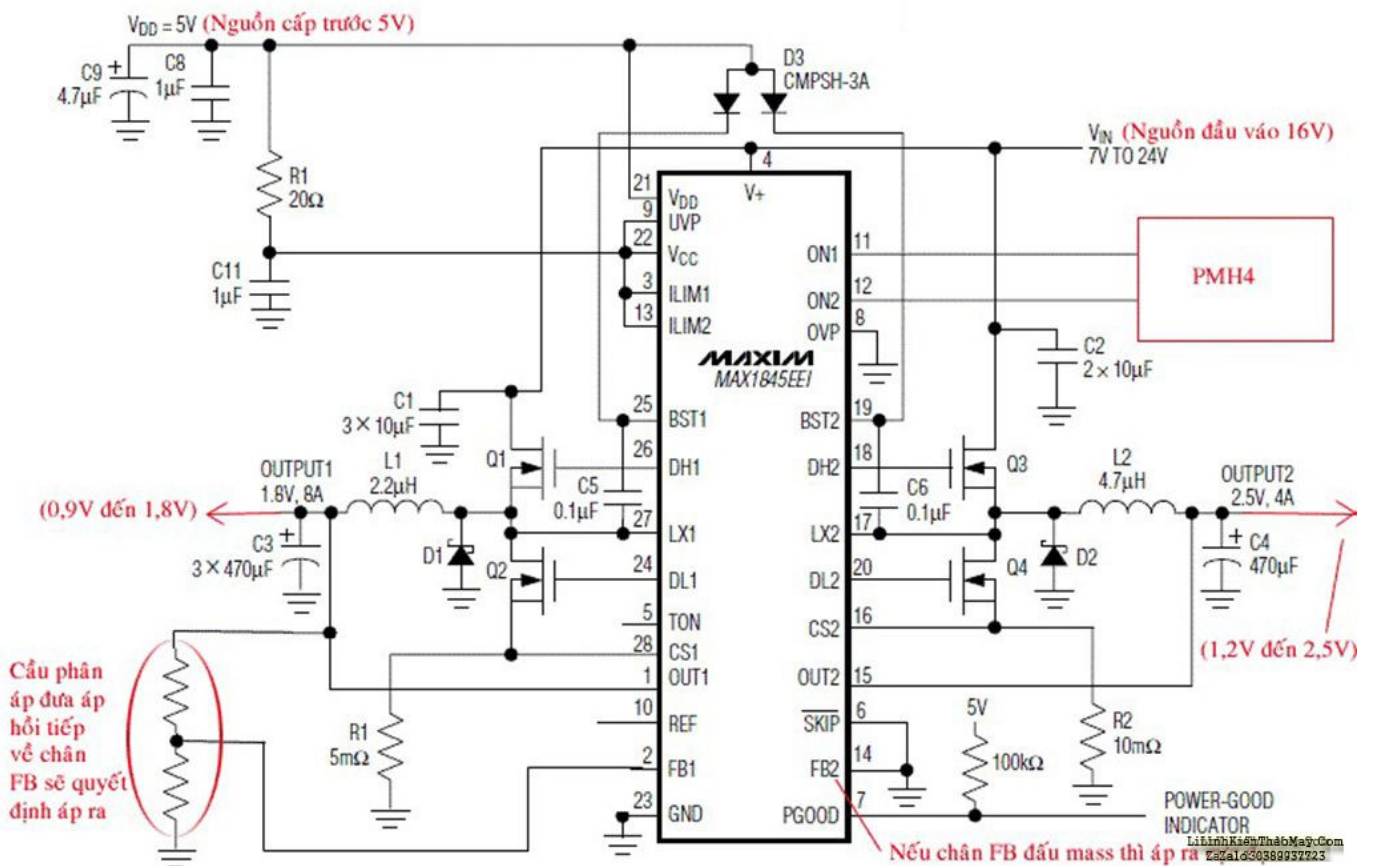 V_DD = 5V (Nguồn cấp trước 5V)
C9
4.7µF
+
C8
1µF
D3
CMPSH-3A
V_IN (Nguồn đầu váo 16V)
7V TO 24V
R1
20Ω
C11
1µF
4
V+
21
V_DD
9
UVP
22
V_CC
3
ILIM1
13
ILIM2
11
ON1
12
ON2
8
OVP
PMH4
MAXIM
MAX1845EEI
C2
2 × 10µF
C1
3 × 10µF
25
BST1
19
BST2
Q1
26
DH1
18
DH2
Q3
OUTPUT1
1.8V, 8A
L1
2.2µH
C5
0.1µF
C6
0.1µF
L2
4.7µH
OUTPUT2
2.5V, 4A
(0,9V đến 1,8V)
27
LX1
17
LX2
C3
+
3 × 470µF
D1
Q2
24
DL1
20
DL2
Q4
D2
+
C4
470µF
5
TON
16
CS2
28
CS1
(1,2V đến 2,5V)
1
OUT1
15
OUT2
Cầu phân
áp đưa áp
hồi tiếp
về chân
FB sẽ quyết
định áp ra
R1
5mΩ
10
REF
6
SKIP
5V
100kΩ
R2
10mΩ
2
FB1
14
FB2
23
GND
7
PGOOD
POWER-GOOD
INDICATOR
Nếu chân FB đấu mass thì áp ra
LiLinhKienThaoMay.Com